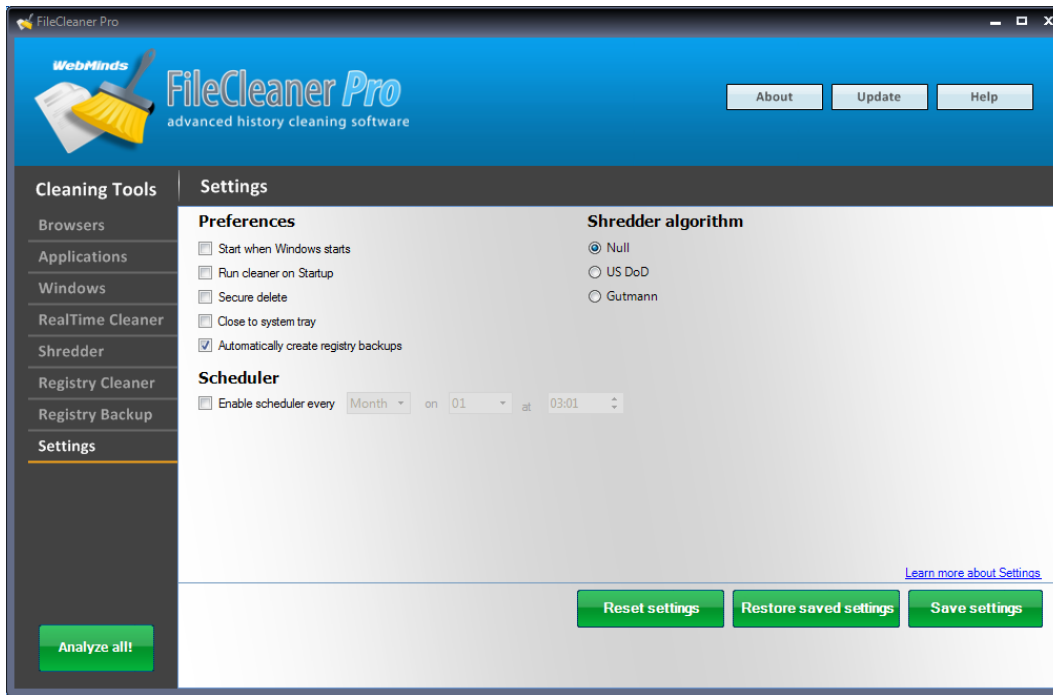 FileCleaner Pro
WebMinds
FileCleaner Pro
advanced history cleaning software
About
Update
Help
Cleaning Tools
Browsers
Applications
Windows
RealTime Cleaner
Shredder
Registry Cleaner
Registry Backup
Settings
Analyze all!
Settings
Preferences
Start when Windows starts
Run cleaner on Startup
Secure delete
Close to system tray
Automatically create registry backups
Scheduler
Enable scheduler every Month on 01 at 03:01
Shredder algorithm
Null
US DoD
Gutmann
Learn more about Settings
Reset settings
Restore saved settings
Save settings